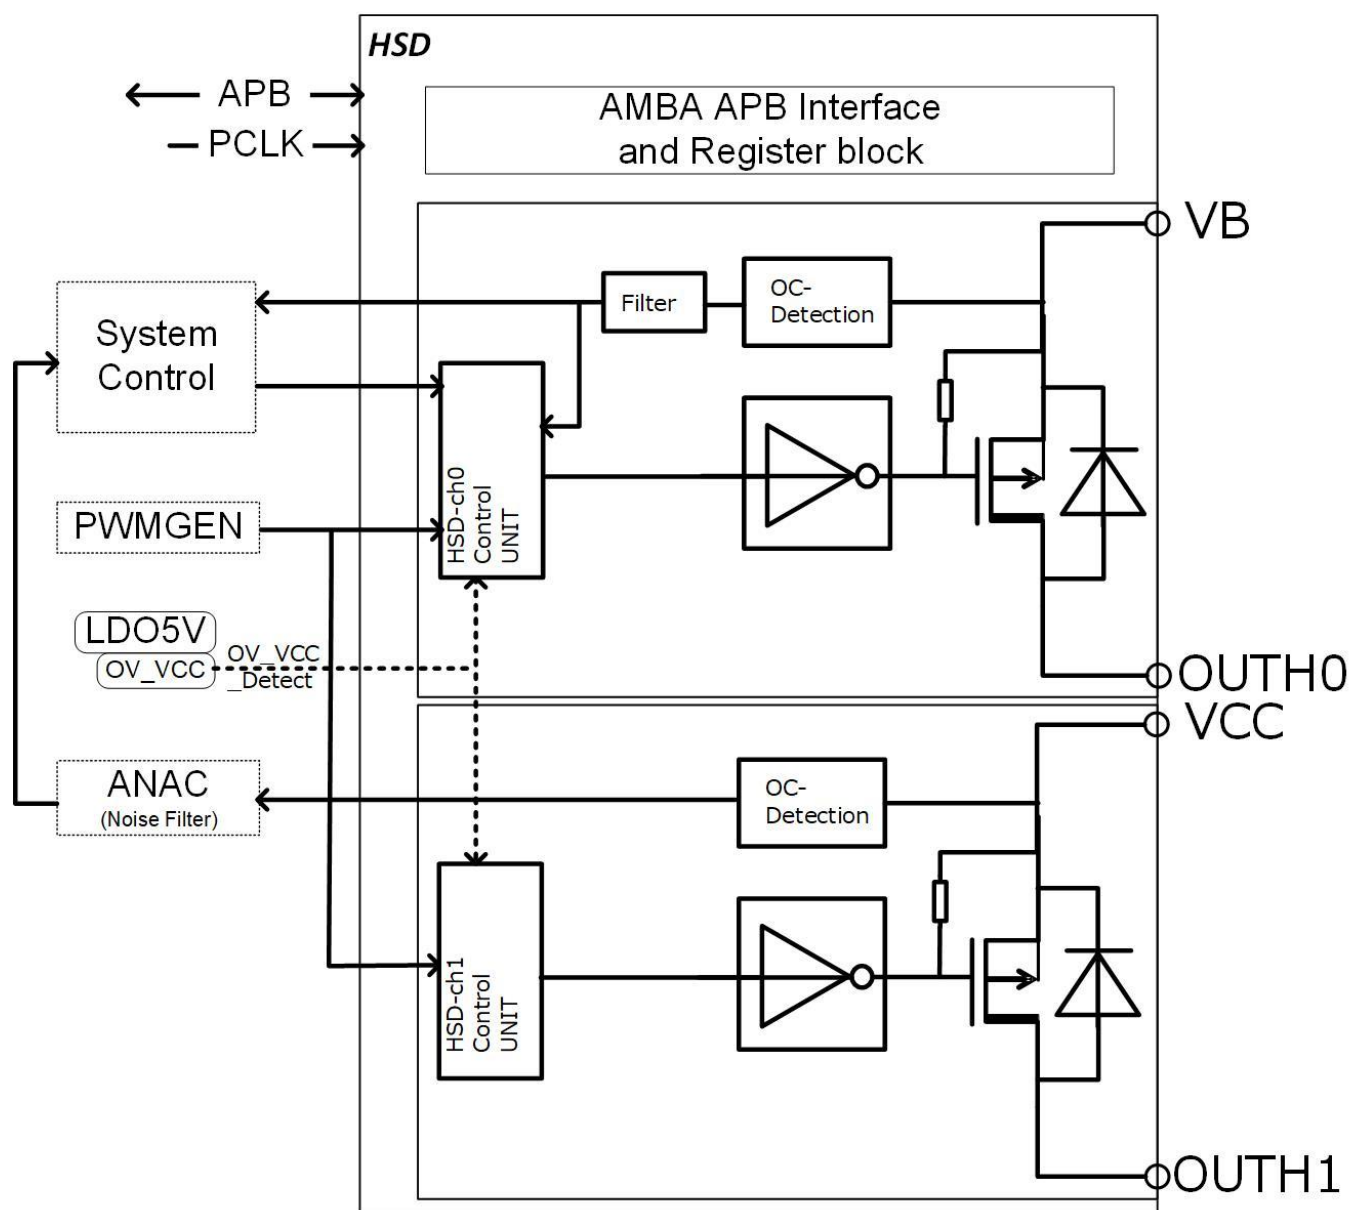 HSD
APB
AMBA APB Interface
PCLK
and Register block
VB
OC-
Filter
Detection
System
Control
HSD-ch0
Control
UNIT
PWMGEN
LDO5V
OV_VCC
OV_VCC
_Detect
OUTH0
VCC
ANAC
(Noise Filter)
OC-
Detection
HSD-ch1
Control
UNIT
OUTH1